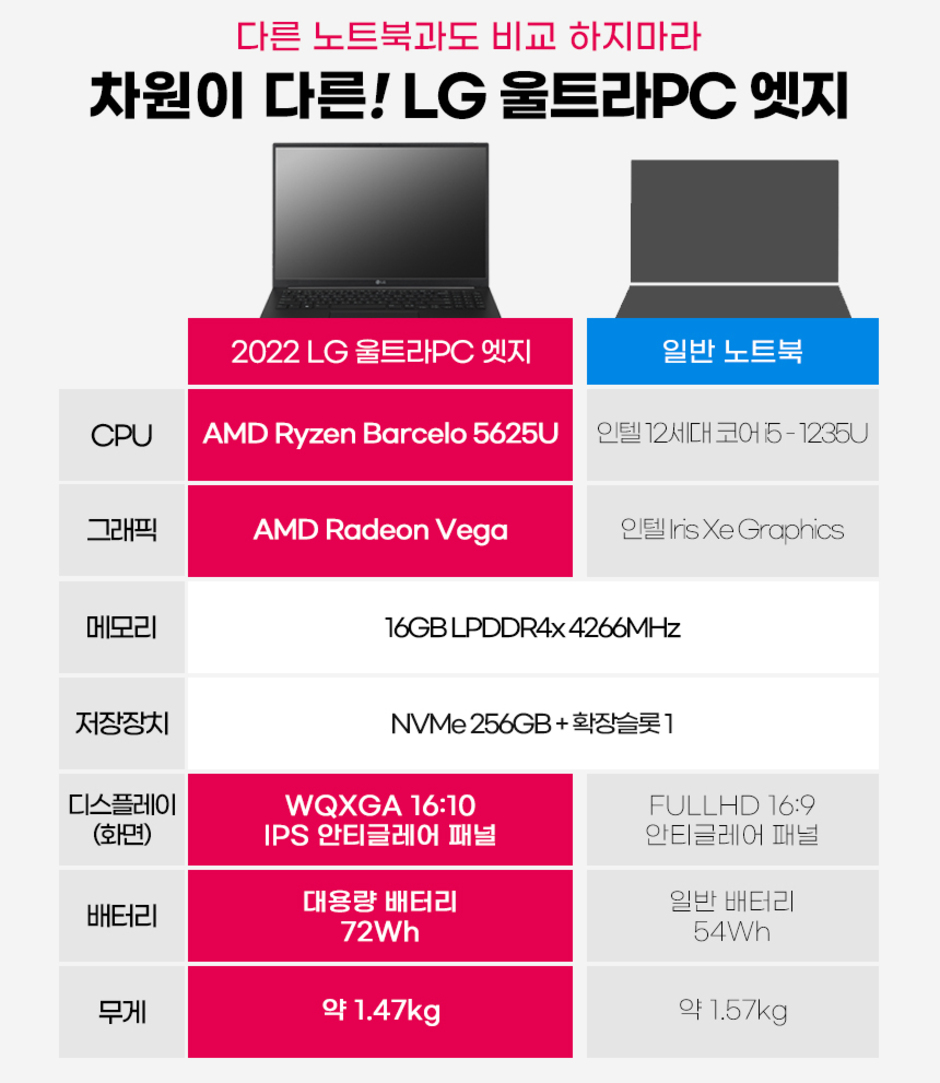 다른 노트북과도 비교 하지마라
차원이 다른! LG 울트라PC 엣지
LG
2022 LG 울트라PC 엣지
일반 노트북
CPU
AMD Ryzen Barcelo 5625U
인텔 12세대 코어 i5 - 1235U
그래픽
AMD Radeon Vega
인텔 Iris Xe Graphics
메모리
16GB LPDDR4x 4266MHz
저장장치
NVMe 256GB + 확장슬롯 1
디스플레이
(화면)
WQXGA 16:10
IPS 안티글레어 패널
FULLHD 16:9
안티글레어 패널
배터리
대용량 배터리
72Wh
일반 배터리
54Wh
무게
약 1.47kg
약 1.57kg